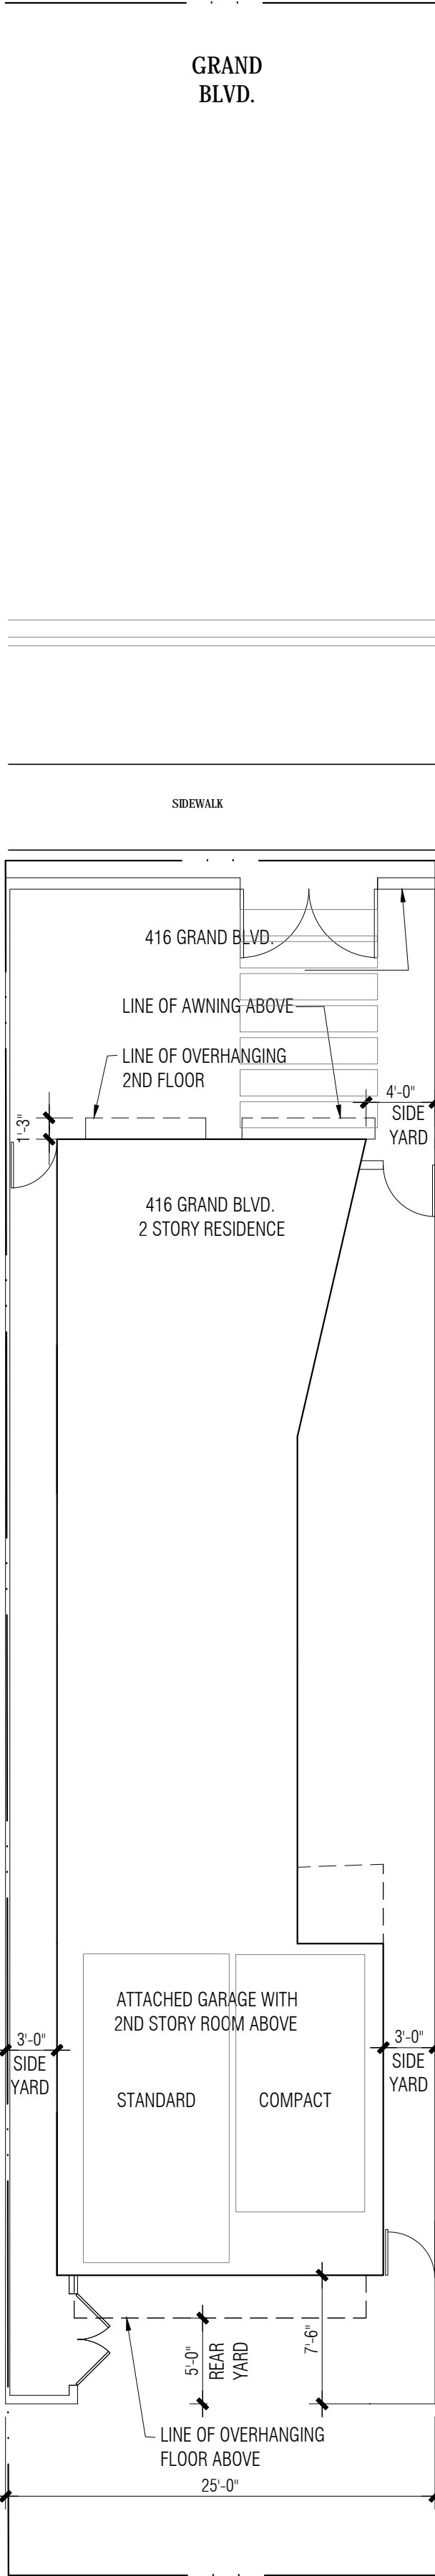 GRAND
BLVD.
SIDEWALK
416 GRAND BLVD.
LINE OF AWNING ABOVE
LINE OF OVERHANGING
2ND FLOOR
4'-0"
SIDE
YARD
1'-3"
416 GRAND BLVD.
2 STORY RESIDENCE
ATTACHED GARAGE WITH
2ND STORY ROOM ABOVE
3'-0"
SIDE
YARD
3'-0"
SIDE
YARD
STANDARD
COMPACT
5'-0"
REAR
YARD
7'-6"
LINE OF OVERHANGING
FLOOR ABOVE
25'-0"